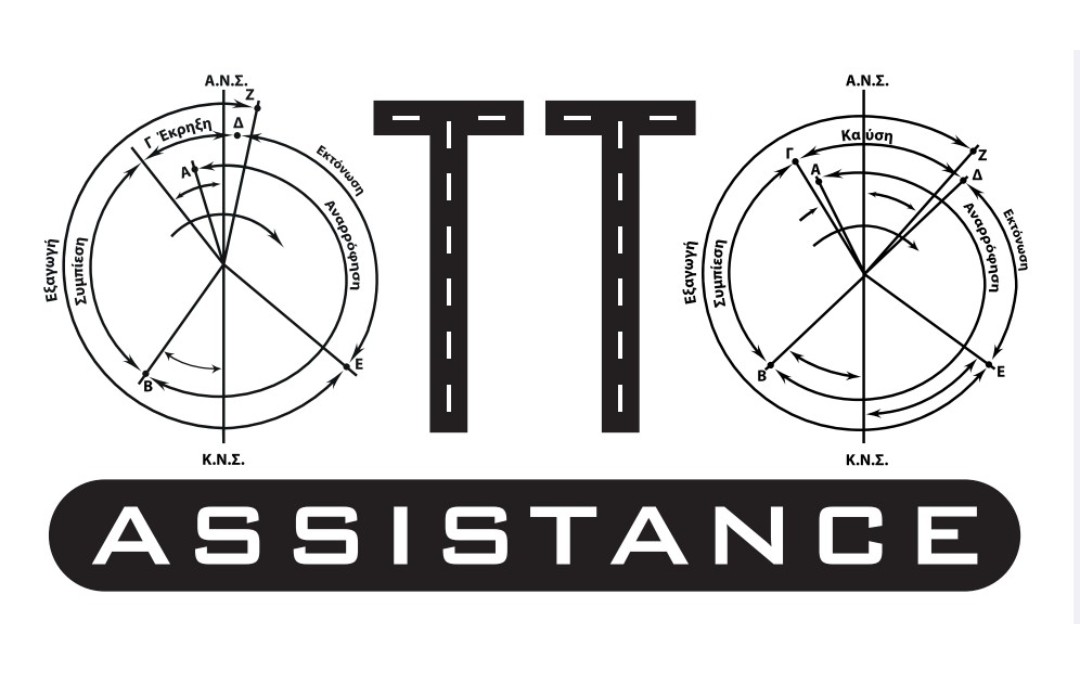 Α.Ν.Σ.
Ζ
Γ Έκρηξη
Δ
Α
Εκτόνωση
Αναρρόφηση
Εξαγωγή
Συμπίεση
Β
Ε
Κ.Ν.Σ.
OTTO
Α.Ν.Σ.
Καύση
Γ
Ζ
Α
Δ
Αναρρόφηση
Εκτόνωση
Εξαγωγή
Συμπίεση
Β
Ε
Κ.Ν.Σ.
ASSISTANCE